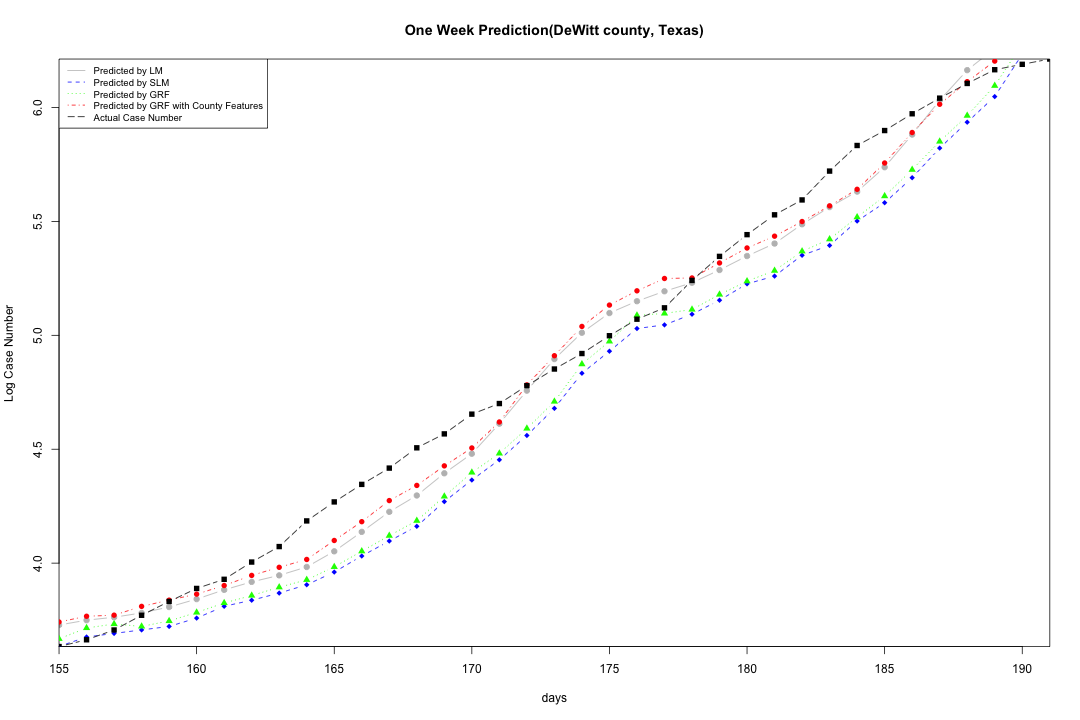 One Week Prediction(DeWitt county, Texas)
Predicted by LM
Predicted by SLM
Predicted by GRF
Predicted by GRF with County Features
Actual Case Number
6.0
5.5
5.0
4.5
4.0
Log Case Number
155 160 165 170 175 180 185 190
days